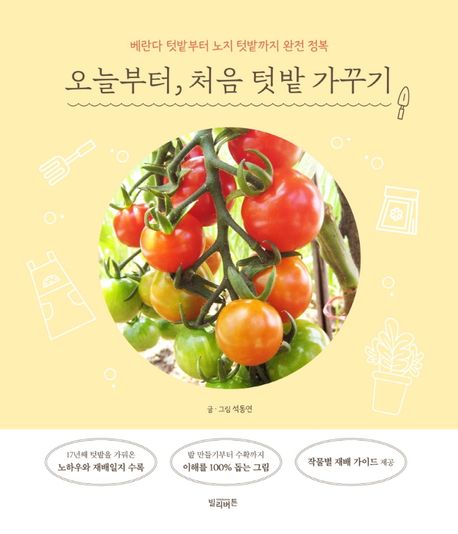 베란다 텃밭부터 노지 텃밭까지 완전 정복
오늘부터, 처음 텃밭 가꾸기
글·그림 석동연
17년째 텃밭을 가꿔온
노하우와 재배일지 수록
밭 만들기부터 수확까지
이해를 100% 돕는 그림
작물별 재배 가이드 제공
빌리버튼